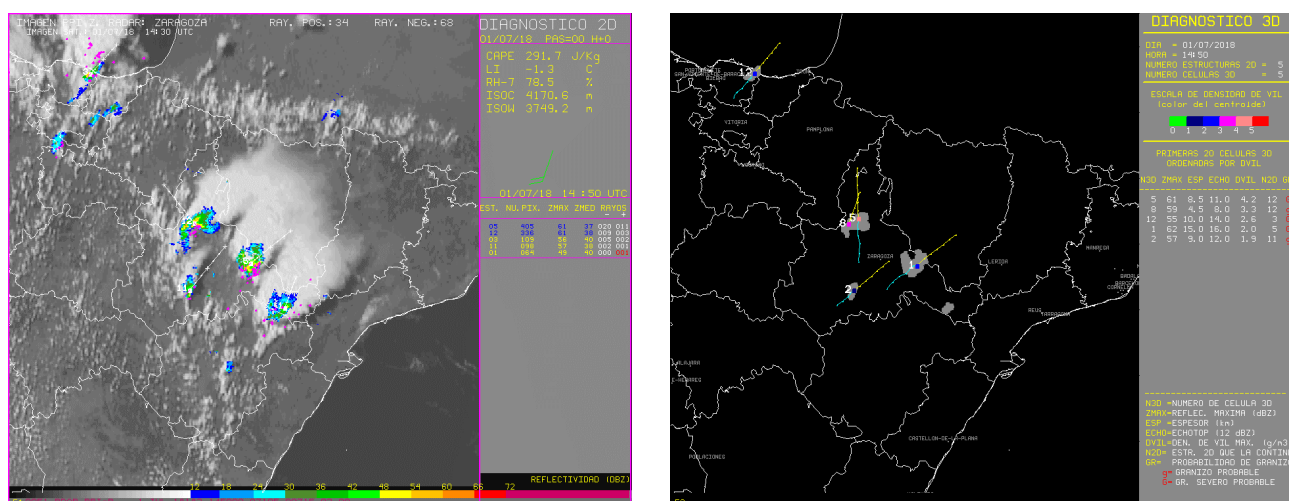 IMAGEN PPI/Z. RADAR: ZARAGOZA RAY. POS.:34 RAY. NEG.:68
IMAGEN SAT.: 01/07/18 14:30 UTC
DIAGNOSTICO 2D
01/07/18 PAS=00 H+0
CAPE 291.7 J/Kg
LI -1.3 C
RH-7 78.5 %
ISOC 4170.6 m
ISOW 3749.2 m
01/07/18 14:50 UTC
EST. NU.PIX. ZMAX ZMED RAYOS
- +
05 405 61 37 020 011
12 336 61 38 009 003
03 109 56 40 005 002
11 098 57 38 002 001
01 064 49 40 000 001
REFLECTIVIDAD (DBZ)
12 18 24 30 36 42 48 54 60 66 72
DIAGNOSTICO 3D
DIA = 01/07/2018
HORA = 14:50
NUMERO ESTRUCTURAS 2D = 5
NUMERO CELULAS 3D = 5
ESCALA DE DENSIDAD DE VIL
(color del centroide)
0 1 2 3 4 5
PRIMERAS 20 CELULAS 3D
ORDENADAS POR DVIL
N3D ZMAX ESP ECHO DVIL N2D G
5 61 8.5 11.0 4.2 12
8 59 4.5 6.0 3.3 12
12 55 10.0 14.0 2.6 3
1 62 15.0 16.0 2.0 5
2 57 9.0 12.0 1.9 11
N3D =NUMERO DE CELULA 3D
ZMAX=REFLEC. MAXIMA (dBZ)
ESP =ESPESOR (km)
ECHO=ECHOTOP (12 dBZ)
DVIL=DEN. DE VIL MAX. (g/m3
N2D= ESTR. 2D QUE LA CONTIN
GR= PROBABILIDAD DE GRANIZO
g= GRANIZO PROBABLE
G= GR. SEVERO PROBABLE
12
BILBAO
VITORIA
PAMPLONA
8
5
ZARAGOZA
1
LERIDA
MANRESA
2
REUS
TARRAGONA
CASTELLON-DE-LA-PLANA
POBLACIONES